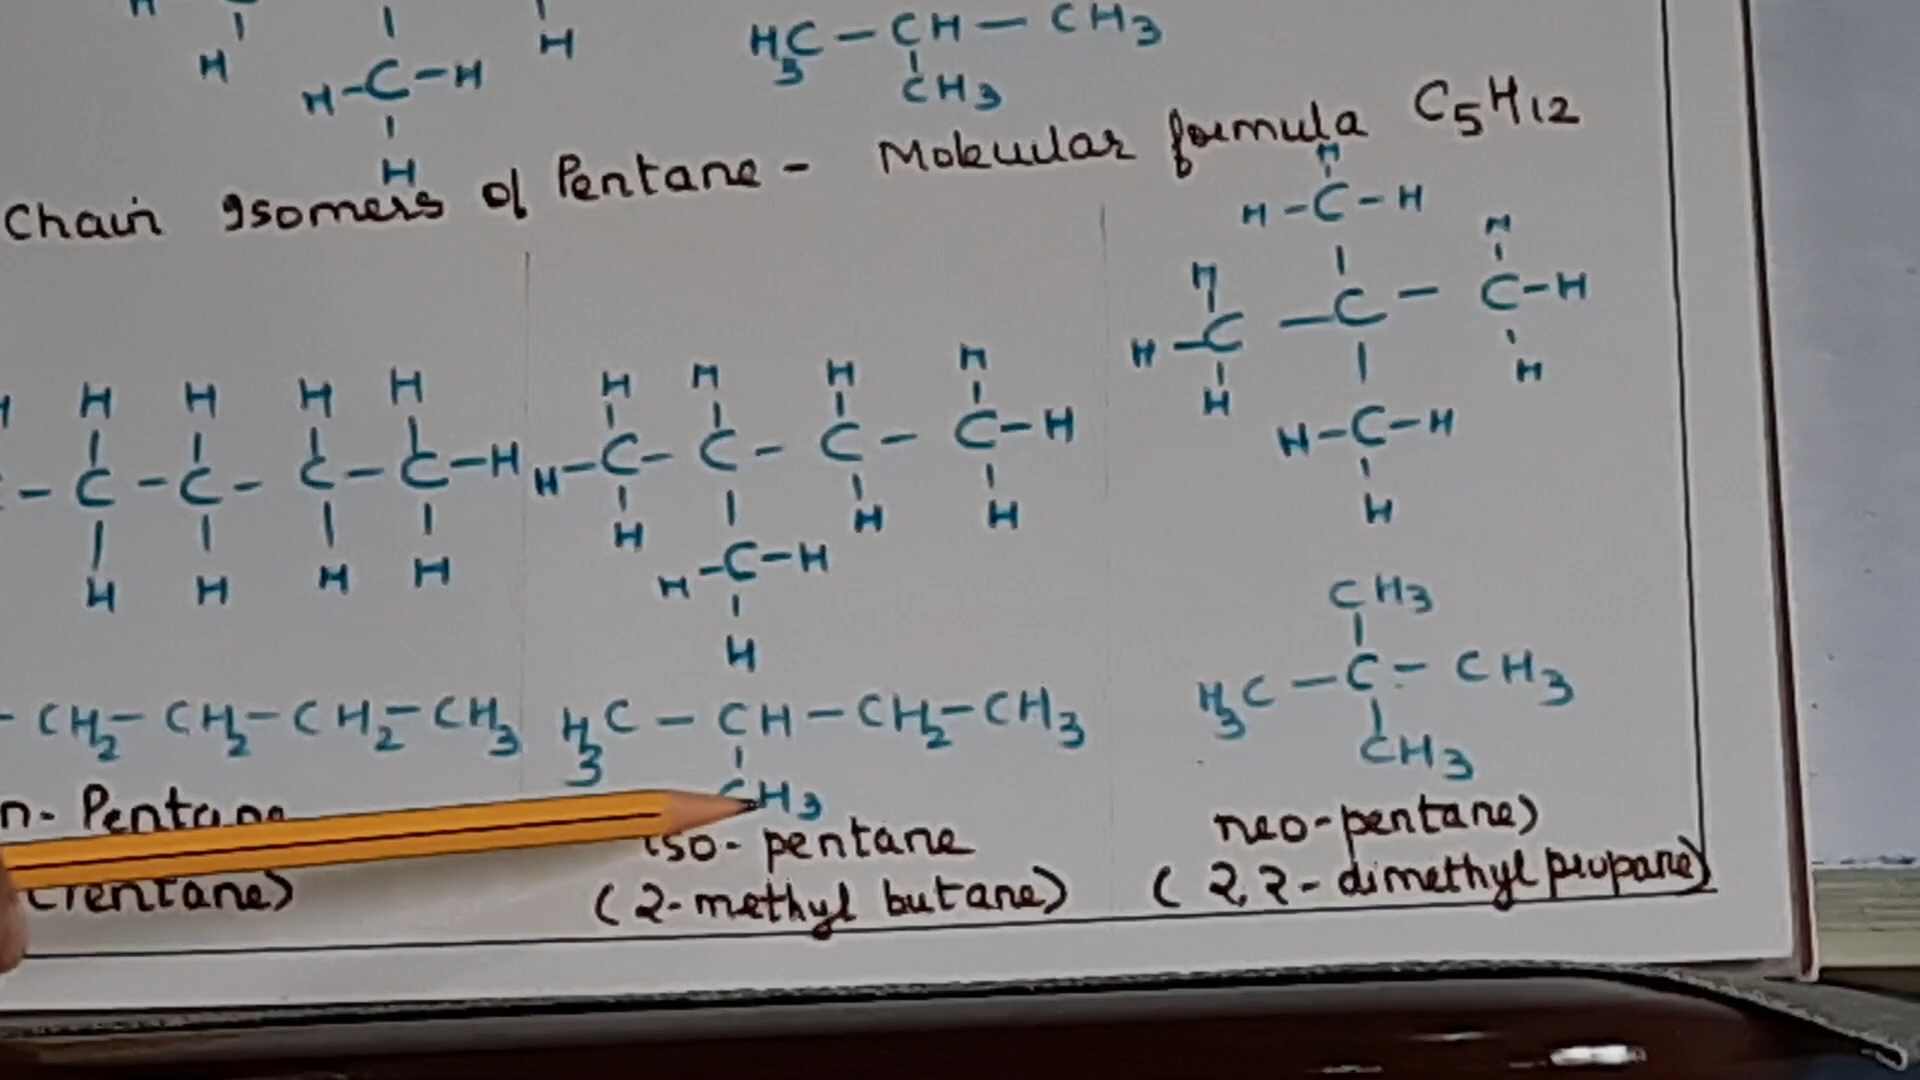 H H
H-C-H
H
H3C - CH - CH3
CH3
Chain Isomers of Pentane - Molecular formula C5H12
H
H-C-H
H H
H-C - C - C-H
H H
H-C-H
H
H H H H
- C - C - C - C - H
H H H H
H H H H
H-C - C - C - C-H
H H H
H-C-H
H
CH3
H3C - C - CH3
CH3
- CH2 - CH2 - CH2 - CH3
H3C - CH - CH2 - CH3
CH3
n- Pentane
(Pentane)
iso- pentane
(2-methyl butane)
neo-pentane)
(2,2- dimethyl propane)